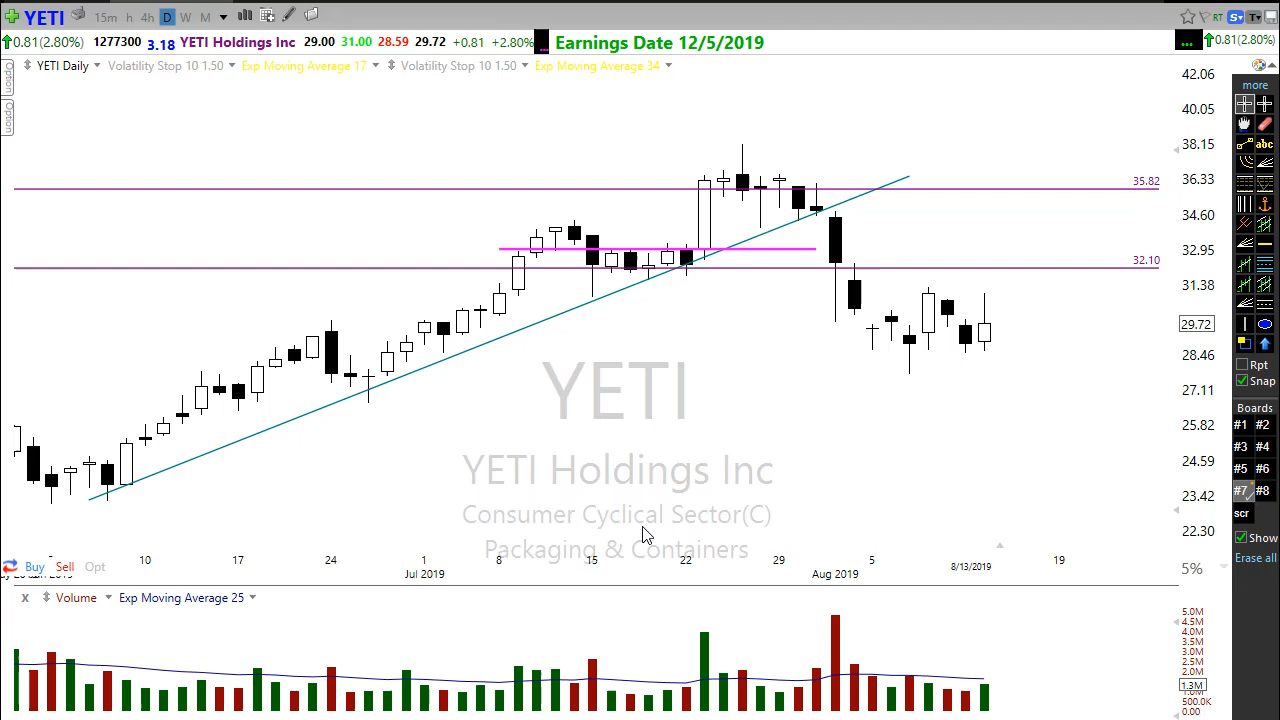 YETI 15m h 4h D W M RT S T
0.81(2.80%) 1277300 3.18 YETI Holdings Inc 29.00 31.00 28.59 29.72 +0.81 +2.80% ... Earnings Date 12/5/2019 ... 0.81(2.80%)
YETI Daily Volatility Stop 10 1.50 Exp Moving Average 17 Volatility Stop 10 1.50 Exp Moving Average 34
Option
Option
42.06
40.05
38.15
36.33
34.60
32.95
31.38
29.72
28.46
27.11
25.82
24.59
23.42
22.30
5%
35.82
32.10
YETI
YETI Holdings Inc
Consumer Cyclical Sector(C)
Packaging & Containers
10 17 24 1 8 15 22 29 5 8/13/2019 19
Jul 2019 Aug 2019
Buy Sell Opt
x Volume Exp Moving Average 25
5.0M
4.5M
4.0M
3.5M
3.0M
2.5M
2.0M
1.3M
1.0M
500.0K
0.00
more
abc
Rpt
Snap
Boards
#1 #2
#3 #4
#5 #6
#7 #8
scr
Show
Erase all